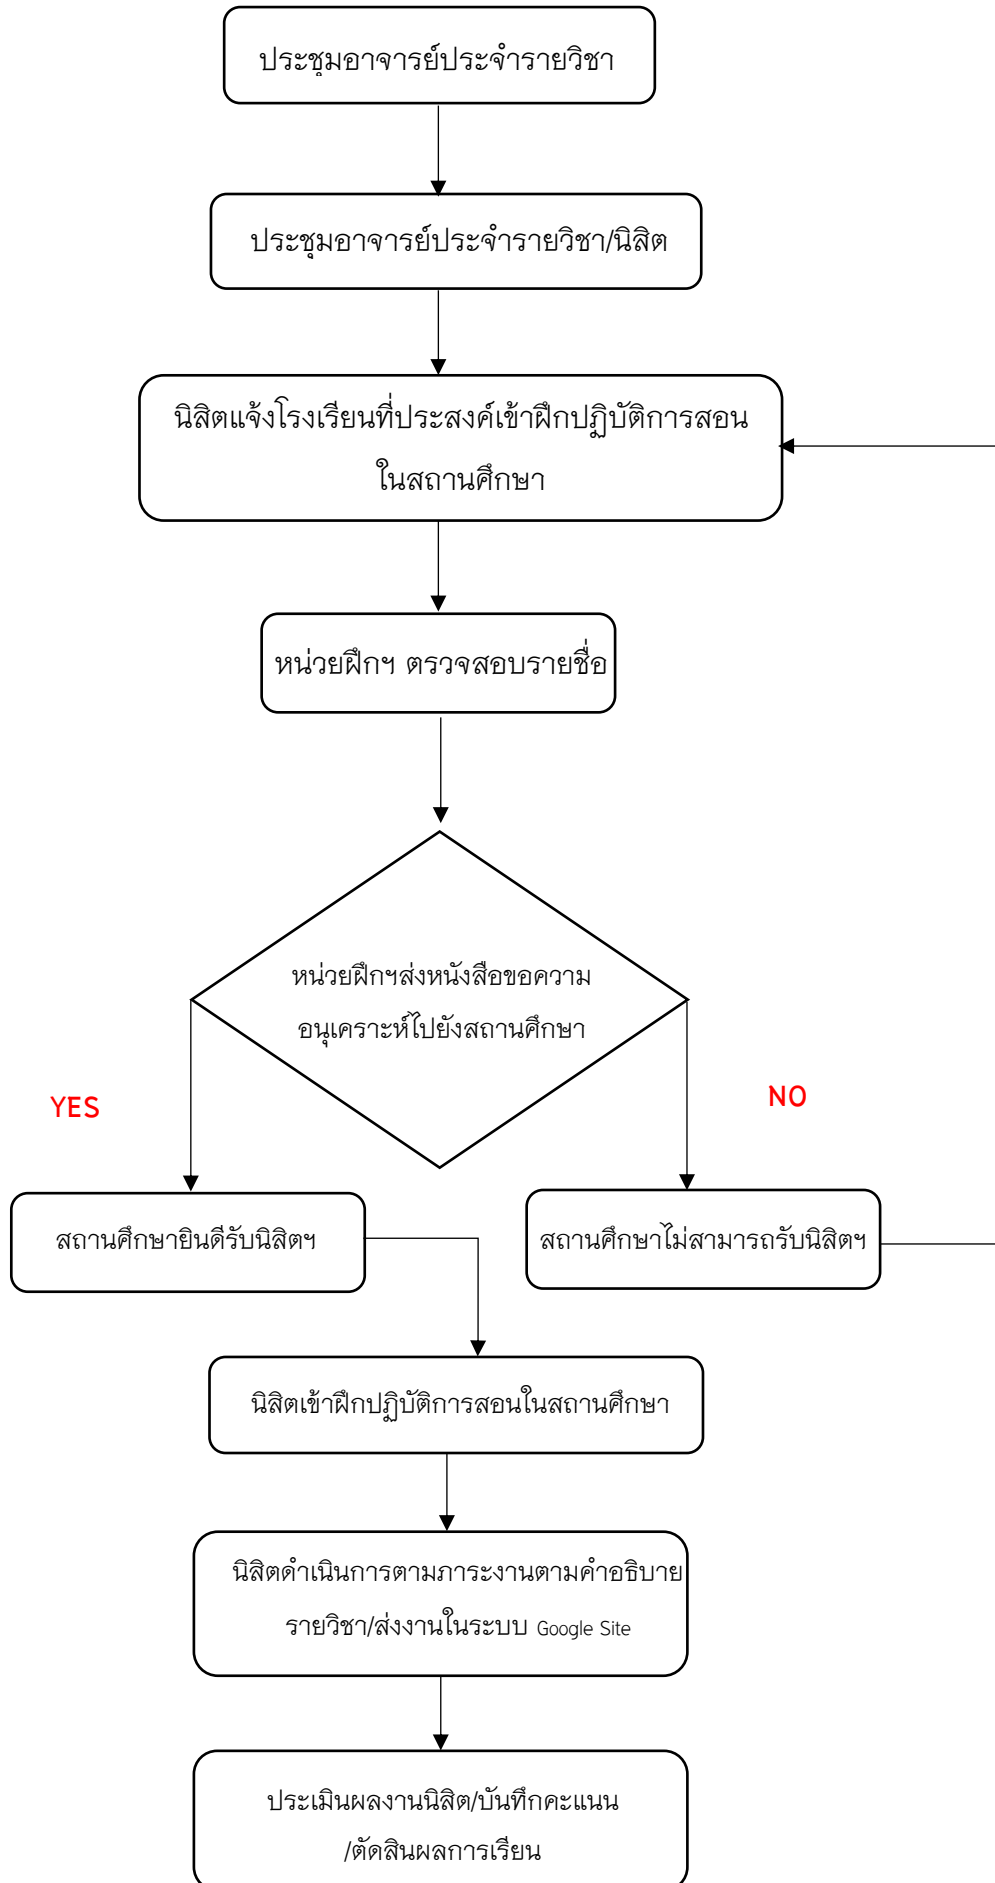 ประชุมอาจารย์ประจำรายวิชา
ประชุมอาจารย์ประจำรายวิชา/นิสิต
นิสิตแจ้งโรงเรียนที่ประสงค์เข้าฝึกปฏิบัติการสอน
ในสถานศึกษา
หน่วยฝึกฯ ตรวจสอบรายชื่อ
หน่วยฝึกฯส่งหนังสือขอความ
อนุเคราะห์ไปยังสถานศึกษา
YES
NO
สถานศึกษายินดีรับนิสิตฯ
สถานศึกษาไม่สามารถรับนิสิตฯ
นิสิตเข้าฝึกปฏิบัติการสอนในสถานศึกษา
นิสิตดำเนินการตามภาระงานตามคำอธิบาย
รายวิชา/ส่งงานในระบบ Google Site
ประเมินผลงานนิสิต/บันทึกคะแนน
/ตัดสินผลการเรียน